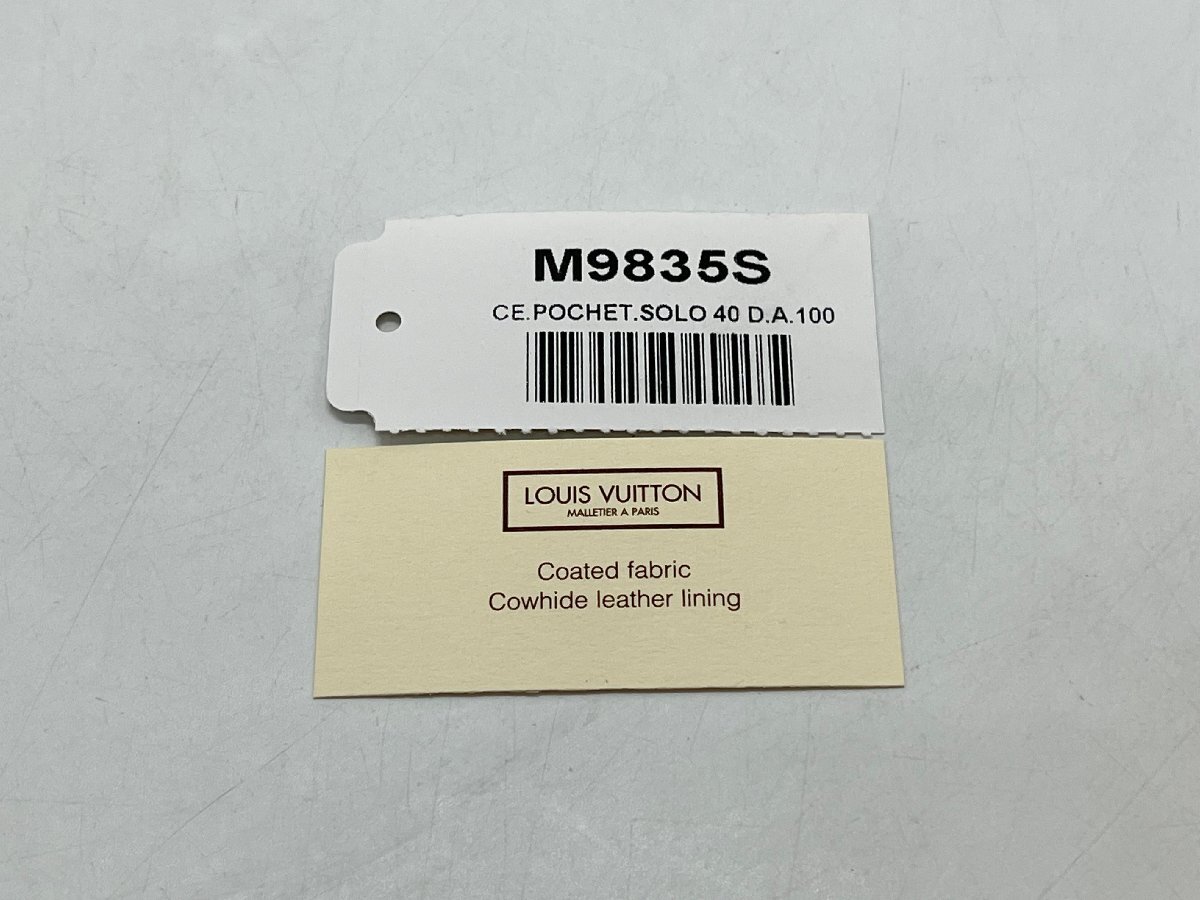 M9835S
CE.POCHET.SOLO 40 D.A.100
LOUIS VUITTON
MALLETIER A PARIS
Coated fabric
Cowhide leather lining